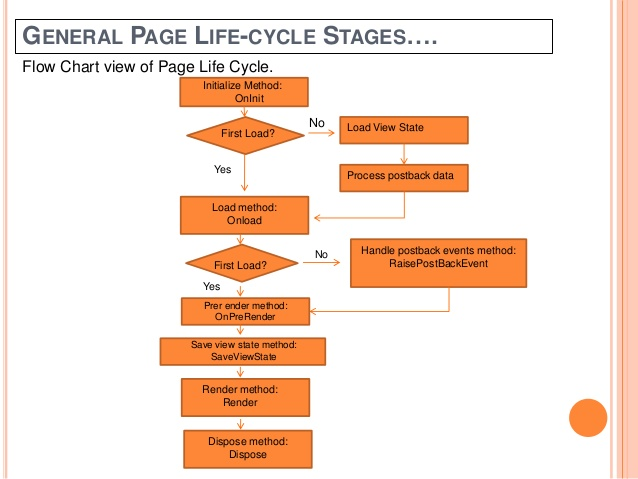 GENERAL PAGE LIFE-CYCLE STAGES....
Flow Chart view of Page Life Cycle.
Initialize Method:
OnInit
First Load?
No
Load View State
Yes
Process postback data
Load method:
Onload
First Load?
No
Handle postback events method:
RaisePostBackEvent
Yes
Prer ender method:
OnPreRender
Save view state method:
SaveViewState
Render method:
Render
Dispose method:
Dispose